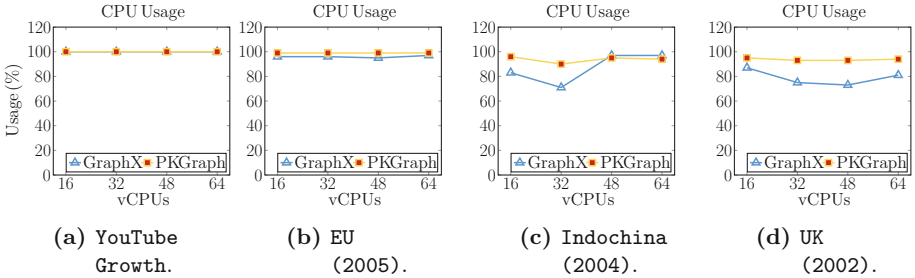 CPU Usage
CPU Usage
CPU Usage
CPU Usage
Usage (%)
120
100
80
60
40
20
0
GraphX PKGraph
16 32 48 64
vCPUs
120
100
80
60
40
20
0
GraphX PKGraph
16 32 48 64
vCPUs
120
100
80
60
40
20
0
GraphX PKGraph
16 32 48 64
vCPUs
120
100
80
60
40
20
0
GraphX PKGraph
16 32 48 64
vCPUs
(a) YouTube
Growth.
(b) EU
(2005).
(c) Indochina
(2004).
(d) UK
(2002).